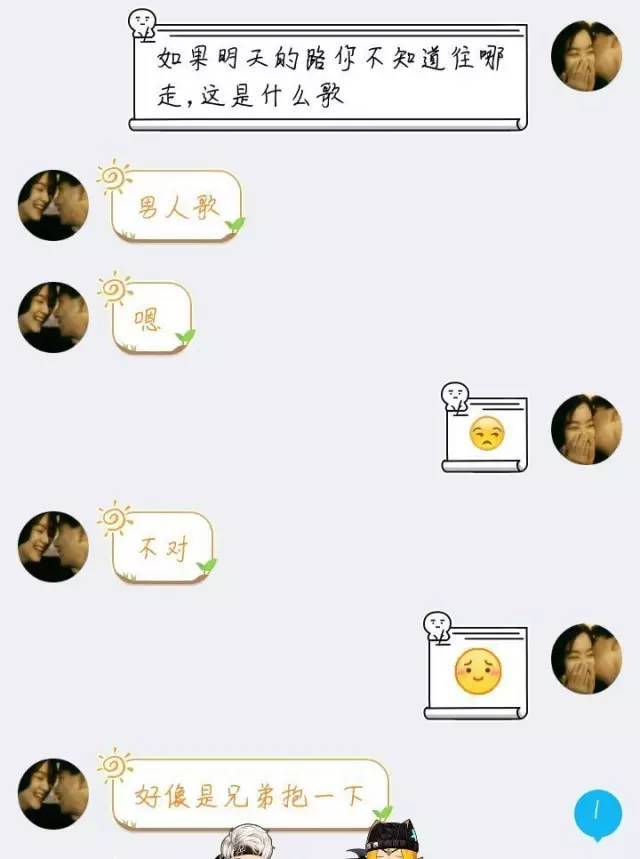 如果明天的路你不知道往哪
走,这是什么歌
男人歌
嗯
不对
好像是兄弟抱一下
1